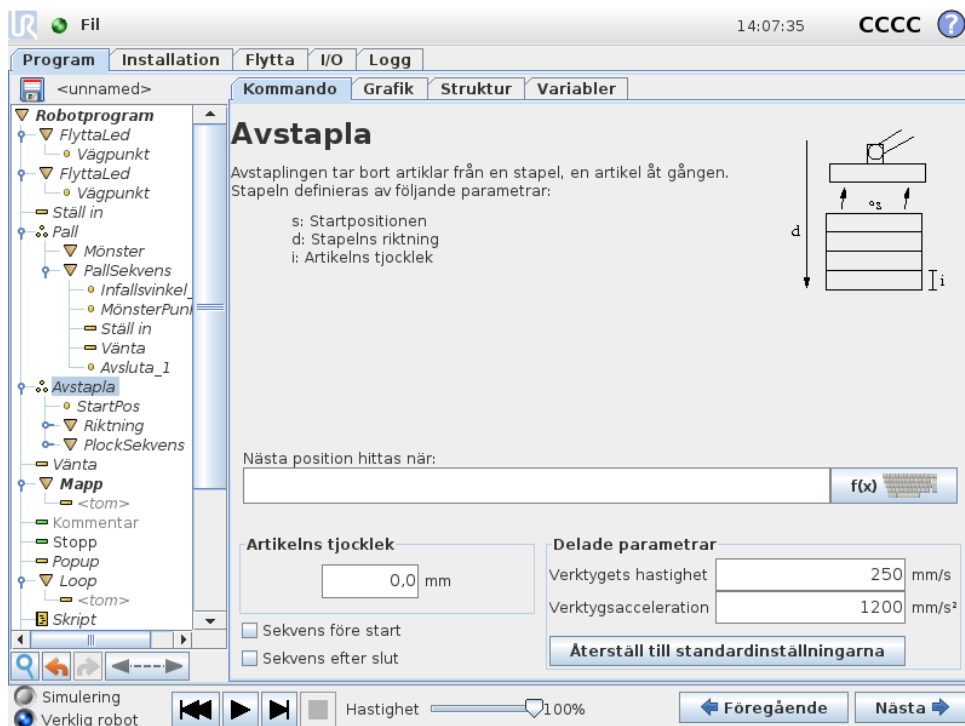 UR Fil 14:07:35 CCCC ?
Program Installation Flytta I/O Logg
<unnamed>
Kommando Grafik Struktur Variabler
Robotprogram
FlyttaLed
Vägpunkt
FlyttaLed
Vägpunkt
Ställ in
Pall
Mönster
PallSekvens
Infallsvinkel_
MönsterPun
Ställ in
Vänta
Avsluta_1
Avstapla
StartPos
Riktning
PlockSekvens
Vänta
Mapp
<tom>
Kommentar
Stopp
Popup
Loop
<tom>
Skript
Avstapla
Avstaplingen tar bort artiklar från en stapel, en artikel åt gången.
Stapeln definieras av följande parametrar:
s: Startpositionen
d: Stapelns riktning
i: Artikelns tjocklek
s
d
i
Nästa position hittas när:
f(x)
Artikelns tjocklek
0,0 mm
Sekvens före start
Sekvens efter slut
Delade parametrar
Verktygets hastighet 250 mm/s
Verktygsacceleration 1200 mm/s²
Återställ till standardinställningarna
Simulering
Verklig robot
Hastighet 100%
Föregående Nästa